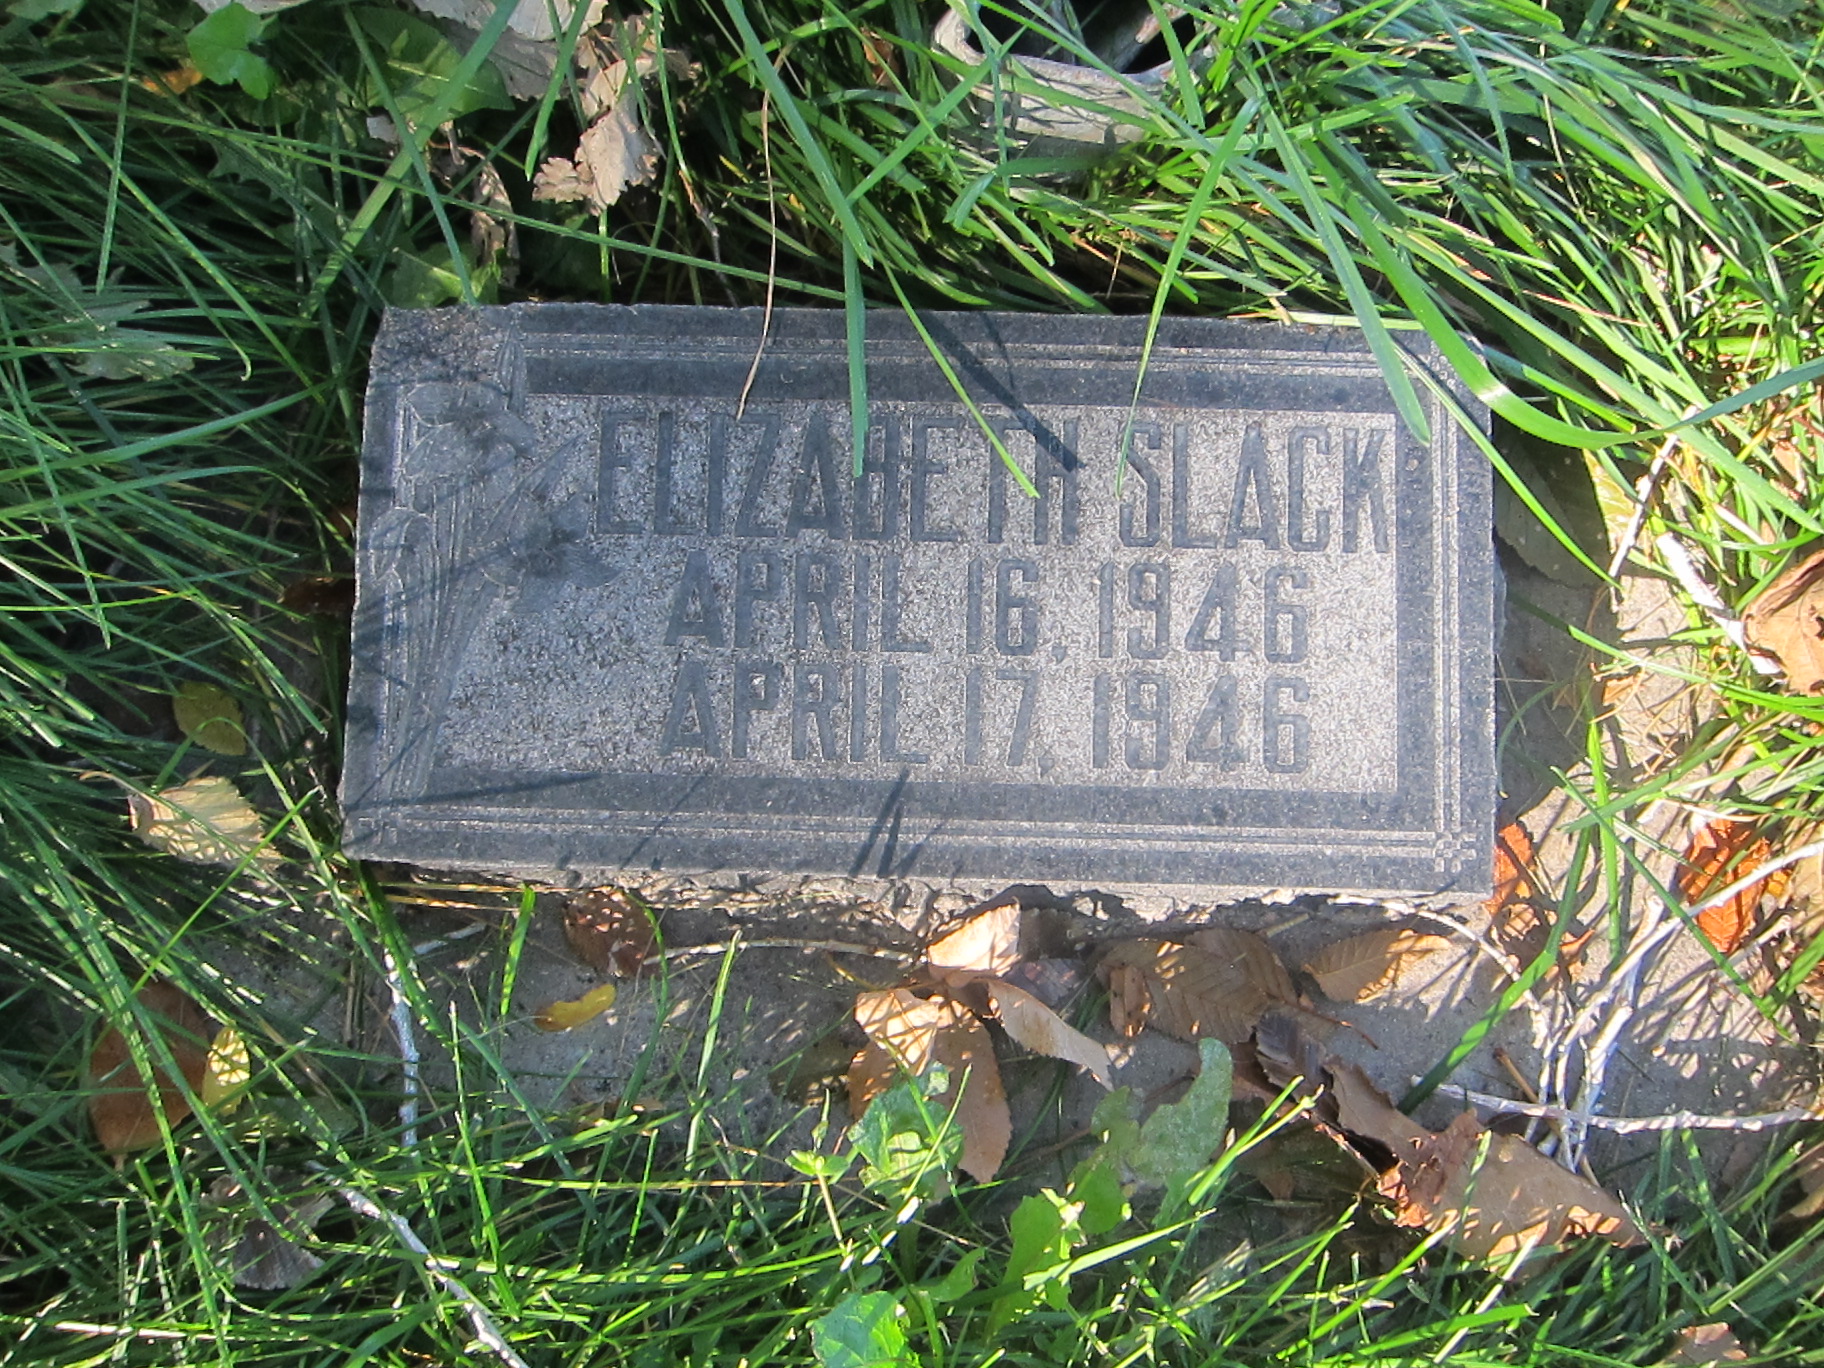 ELIZABETH SLACK
APRIL 16, 1946
APRIL 17, 1946